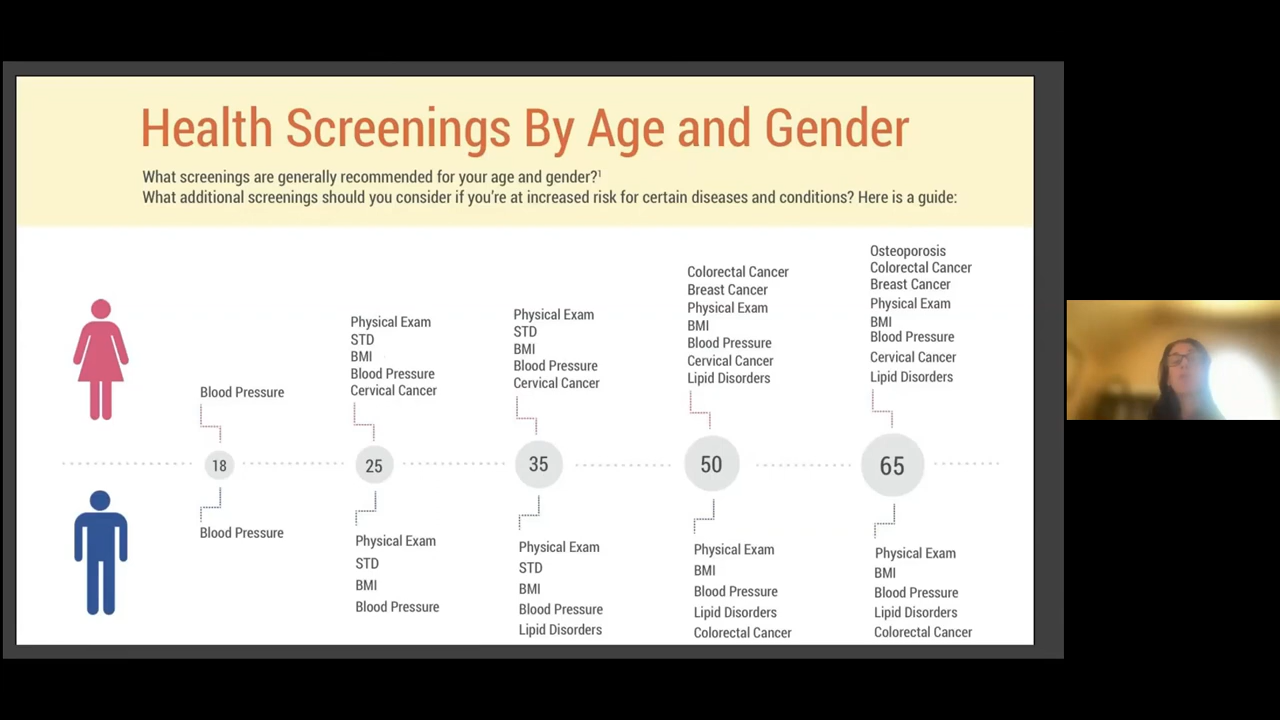 Health Screenings By Age and Gender
What screenings are generally recommended for your age and gender?1
What additional screenings should you consider if you're at increased risk for certain diseases and conditions? Here is a guide:
Blood Pressure
Physical Exam
STD
BMI
Blood Pressure
Cervical Cancer
Physical Exam
STD
BMI
Blood Pressure
Cervical Cancer
Colorectal Cancer
Breast Cancer
Physical Exam
BMI
Blood Pressure
Cervical Cancer
Lipid Disorders
Osteoporosis
Colorectal Cancer
Breast Cancer
Physical Exam
BMI
Blood Pressure
Cervical Cancer
Lipid Disorders
18
25
35
50
65
Blood Pressure
Physical Exam
STD
BMI
Blood Pressure
Physical Exam
STD
BMI
Blood Pressure
Lipid Disorders
Physical Exam
BMI
Blood Pressure
Lipid Disorders
Colorectal Cancer
Physical Exam
BMI
Blood Pressure
Lipid Disorders
Colorectal Cancer